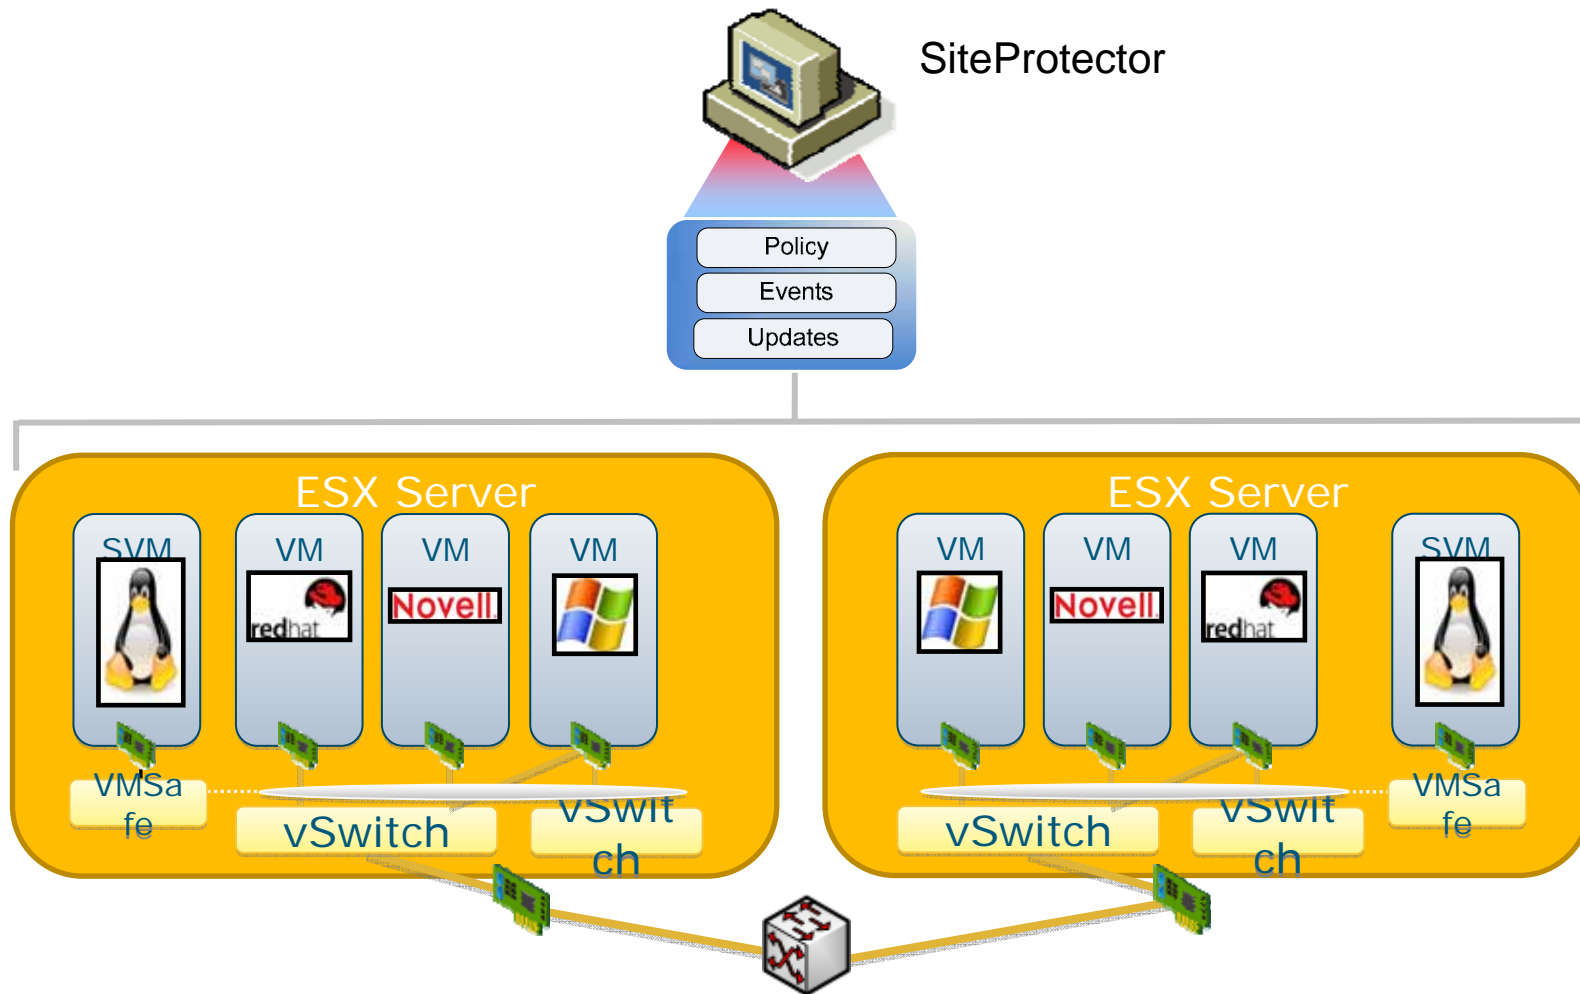 SiteProtector
Policy
Events
Updates
ESX Server
SVM
VM
redhat
VM
Novell.
VM
VMSa
fe
vSwitch
vSwit
ch
ESX Server
VM
VM
Novell.
VM
redhat
SVM
vSwitch
vSwit
ch
VMSa
fe